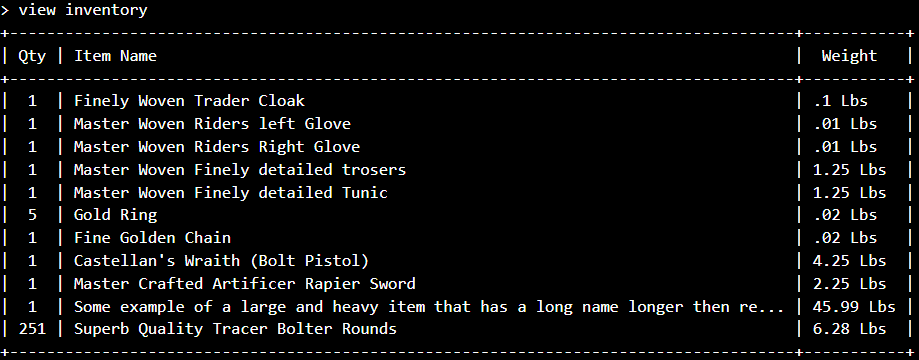 > view inventory
+-----------------------------------------------------------------------------------+-----------+
| Qty | Item Name | Weight |
+-----------------------------------------------------------------------------------+-----------+
| 1 | Finely Woven Trader Cloak | .1 Lbs |
| 1 | Master Woven Riders left Glove | .01 Lbs |
| 1 | Master Woven Riders Right Glove | .01 Lbs |
| 1 | Master Woven Finely detailed trosers | 1.25 Lbs |
| 1 | Master Woven Finely detailed Tunic | 1.25 Lbs |
| 5 | Gold Ring | .02 Lbs |
| 1 | Fine Golden Chain | .02 Lbs |
| 1 | Castellan's Wraith (Bolt Pistol) | 4.25 Lbs |
| 1 | Master Crafted Artificer Rapier Sword | 2.25 Lbs |
| 1 | Some example of a large and heavy item that has a long name longer then re... | 45.99 Lbs |
| 251 | Superb Quality Tracer Bolter Rounds | 6.28 Lbs |
+-----------------------------------------------------------------------------------+-----------+